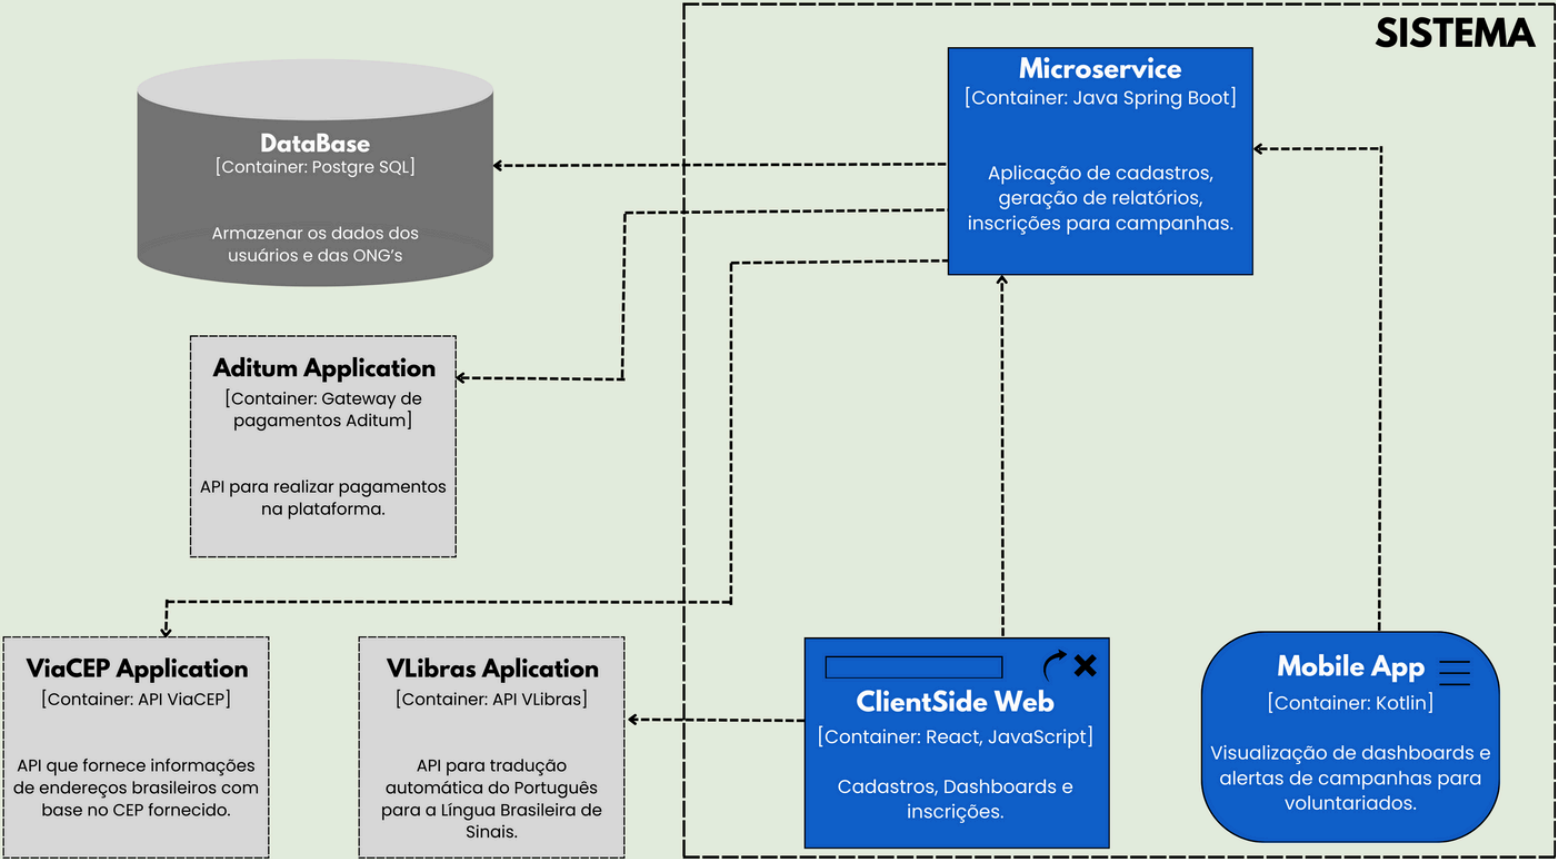 SISTEMA
Microservice
[Container: Java Spring Boot]
Aplicação de cadastros,
geração de relatórios,
inscrições para campanhas.
DataBase
[Container: Postgre SQL]
Armazenar os dados dos
usuários e das ONG's
Aditum Application
[Container: Gateway de
pagamentos Aditum]
API para realizar pagamentos
na plataforma.
ViaCEP Application
[Container: API ViaCEP]
API que fornece informações
de endereços brasileiros com
base no CEP fornecido.
VLibras Aplication
[Container: API VLibras]
API para tradução
automática do Português
para a Língua Brasileira de
Sinais.
ClientSide Web
[Container: React, JavaScript]
Cadastros, Dashboards e
inscrições.
Mobile App
[Container: Kotlin]
Visualização de dashboards e
alertas de campanhas para
voluntariados.